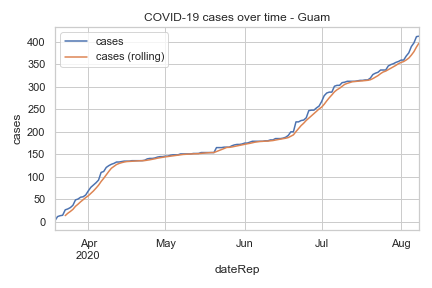 COVID-19 cases over time - Guam
cases
cases (rolling)
400
350
300
250
200
150
100
50
0
cases
Apr May Jun Jul Aug
2020
dateRep